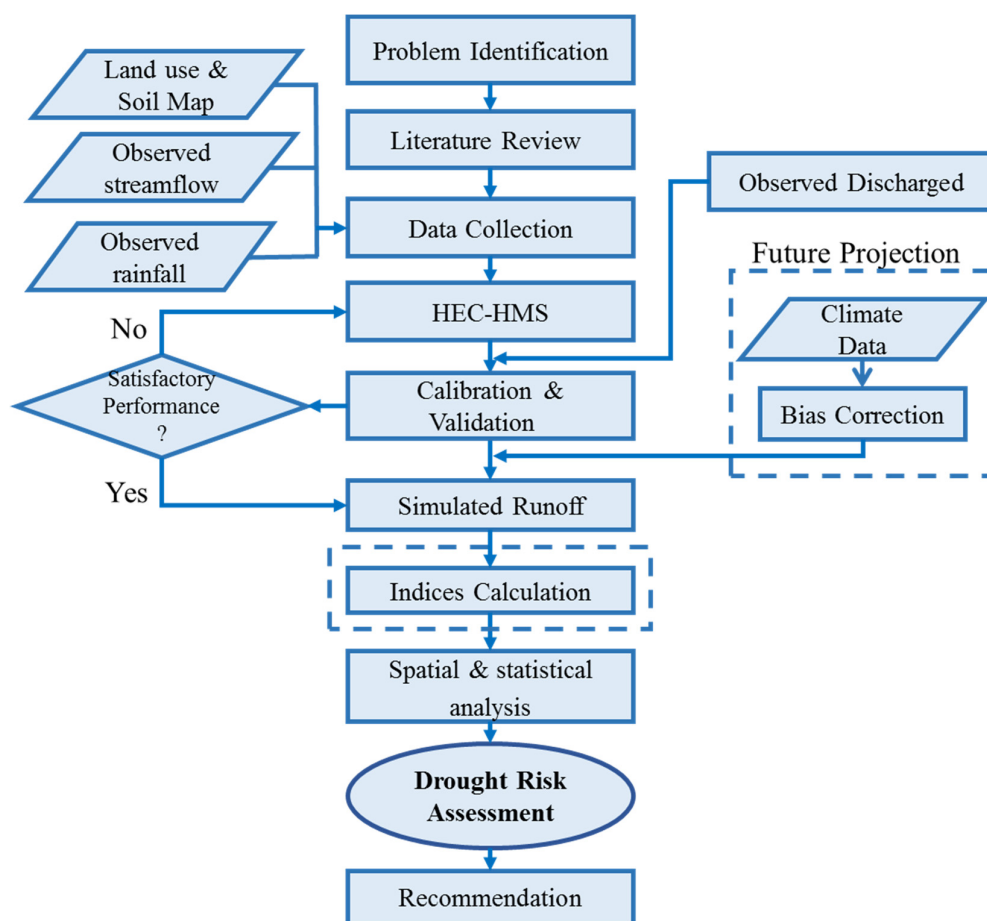 Problem Identification
Land use &
Soil Map
Literature Review
Observed
streamflow
Observed Discharged
Data Collection
Observed
rainfall
Future Projection
HEC-HMS
Climate
Data
No
Satisfactory
Performance
?
Calibration &
Validation
Bias Correction
Yes
Simulated Runoff
Indices Calculation
Spatial & statistical
analysis
Drought Risk
Assessment
Recommendation